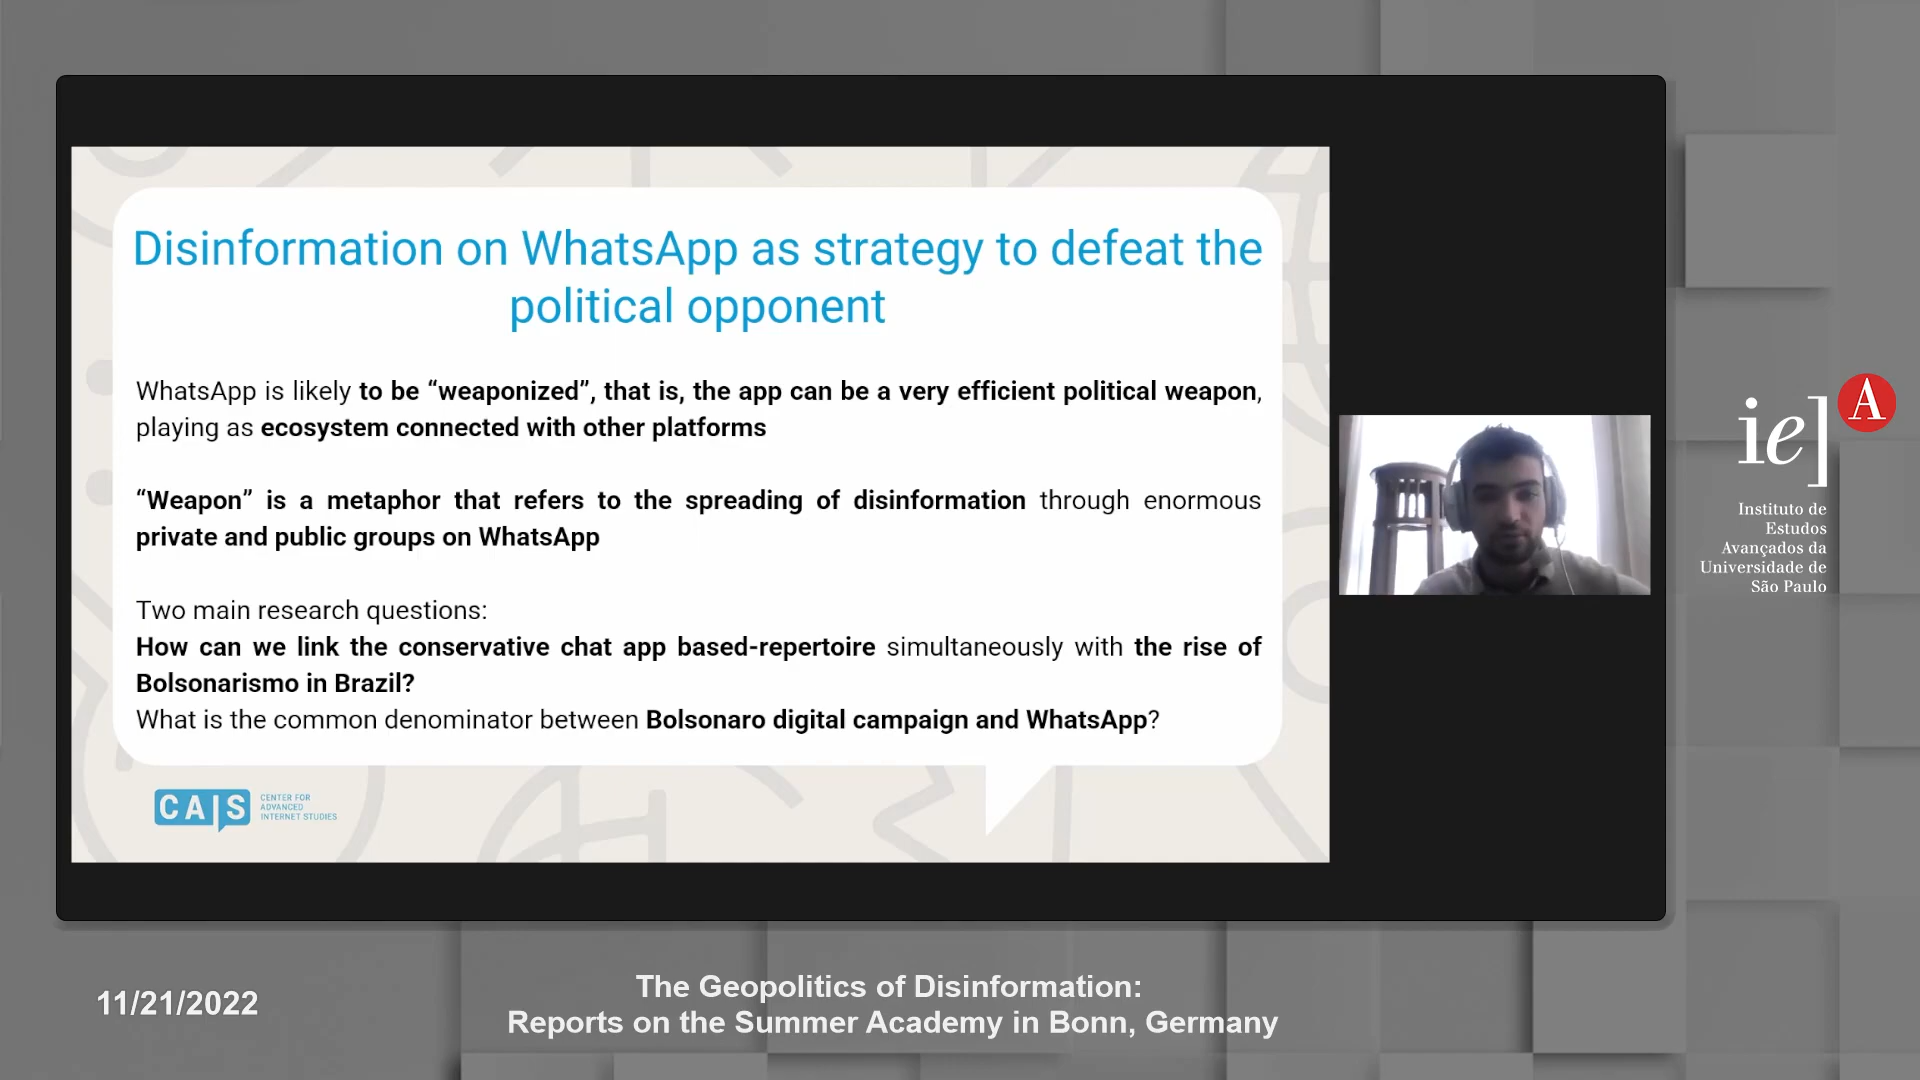 Disinformation on WhatsApp as strategy to defeat the
political opponent
WhatsApp is likely to be “weaponized”, that is, the app can be a very efficient political weapon,
playing as ecosystem connected with other platforms
“Weapon” is a metaphor that refers to the spreading of disinformation through enormous
private and public groups on WhatsApp
Two main research questions:
How can we link the conservative chat app based-repertoire simultaneously with the rise of
Bolsonarismo in Brazil?
What is the common denominator between Bolsonaro digital campaign and WhatsApp?
CAIS
CENTER FOR
ADVANCED
INTERNET STUDIES
ie]
A
Instituto de
Estudos
Avançados da
Universidade de
São Paulo
11/21/2022
The Geopolitics of Disinformation:
Reports on the Summer Academy in Bonn, Germany